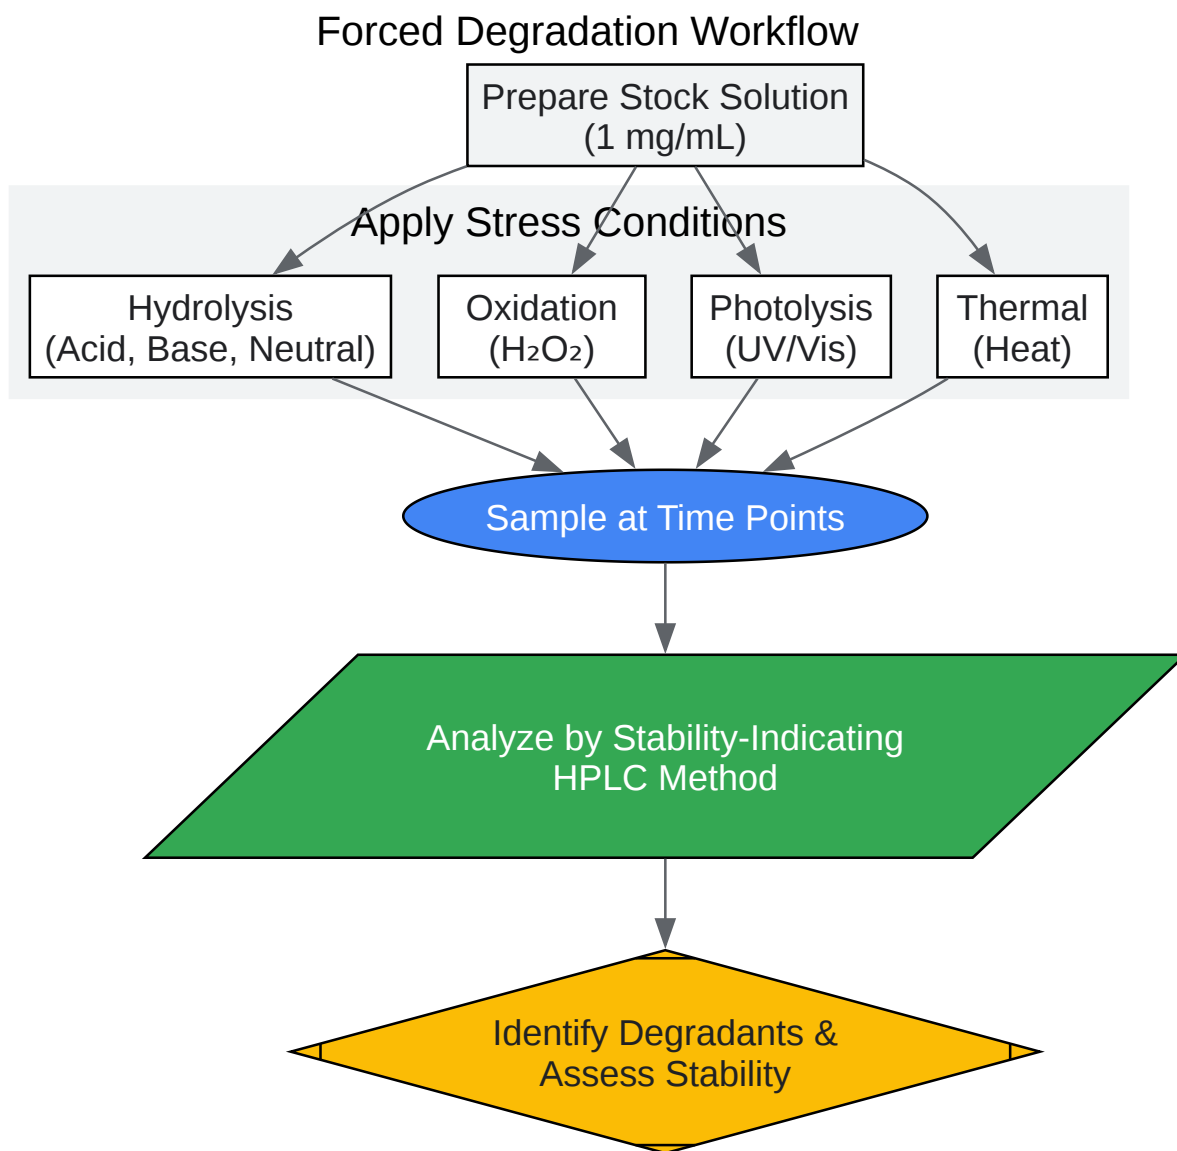 Forced Degradation Workflow
Prepare Stock Solution
(1 mg/mL)
Apply Stress Conditions
Hydrolysis
(Acid, Base, Neutral)
Oxidation
(H₂O₂)
Photolysis
(UV/Vis)
Thermal
(Heat)
Sample at Time Points
Analyze by Stability-Indicating
HPLC Method
Identify Degradants &
Assess Stability